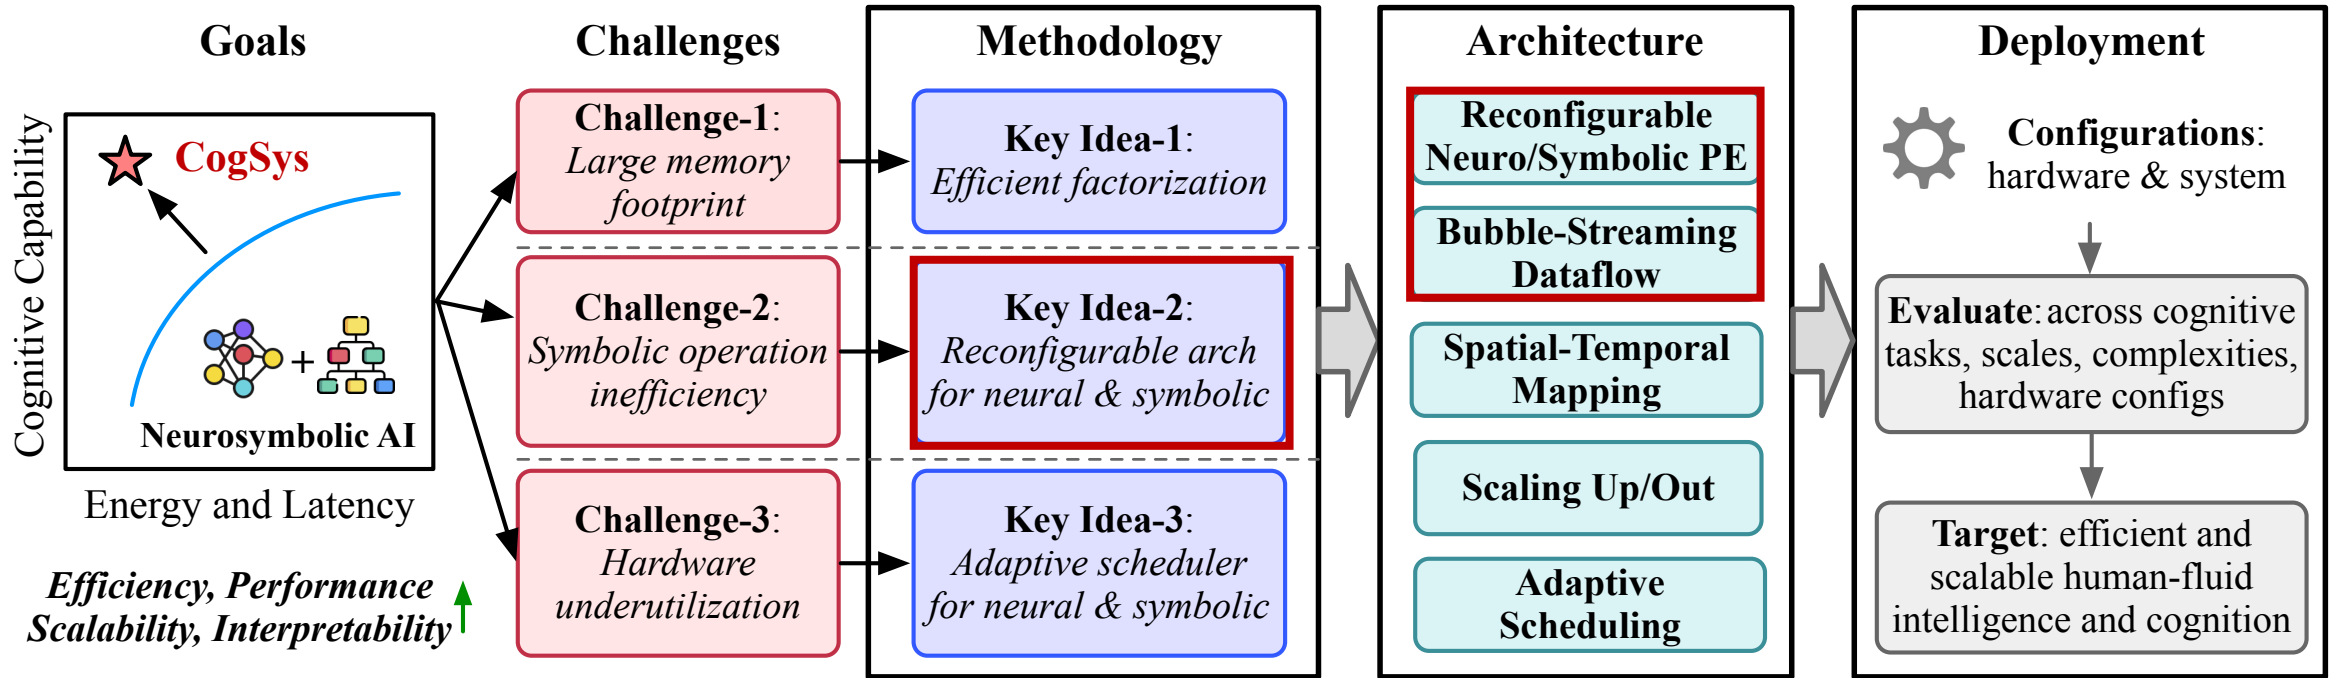 Goals
Cognitive Capability
CogSys
+
Neurosymbolic AI
Energy and Latency
Efficiency, Performance
Scalability, Interpretability
Challenges
Challenge-1:
Large memory
footprint
Challenge-2:
Symbolic operation
inefficiency
Challenge-3:
Hardware
underutilization
Methodology
Key Idea-1:
Efficient factorization
Key Idea-2:
Reconfigurable arch
for neural & symbolic
Key Idea-3:
Adaptive scheduler
for neural & symbolic
Architecture
Reconfigurable
Neuro/Symbolic PE
Bubble-Streaming
Dataflow
Spatial-Temporal
Mapping
Scaling Up/Out
Adaptive
Scheduling
Deployment
Configurations:
hardware & system
Evaluate: across cognitive
tasks, scales, complexities,
hardware configs
Target: efficient and
scalable human-fluid
intelligence and cognition